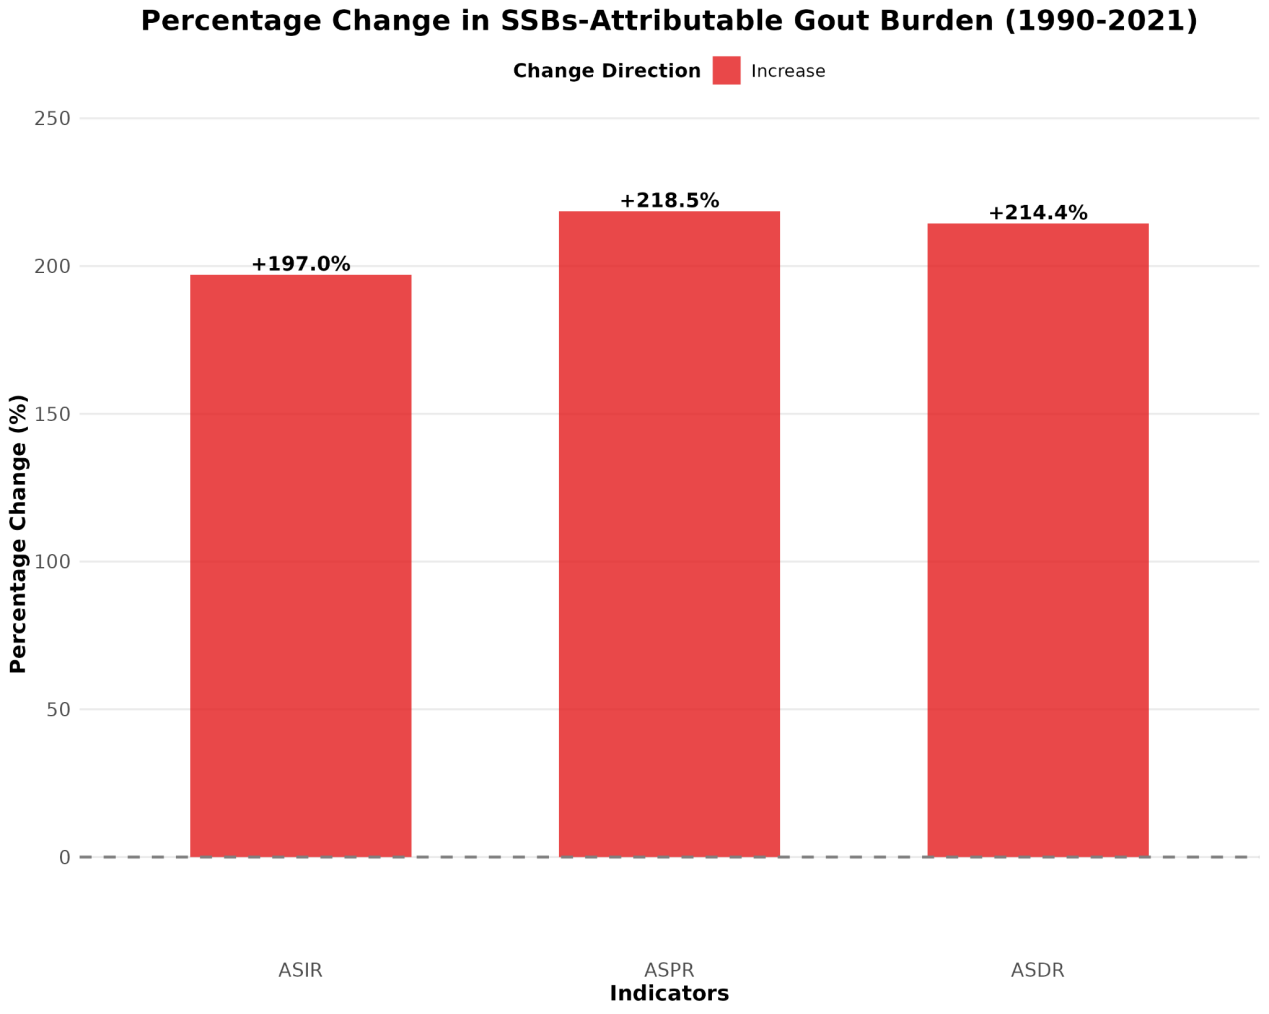 Percentage Change in SSBs-Attributable Gout Burden (1990-2021)
Change Direction Increase
250
200
150
100
50
0
Percentage Change (%)
+197.0%
+218.5%
+214.4%
ASIR ASPR ASDR
Indicators